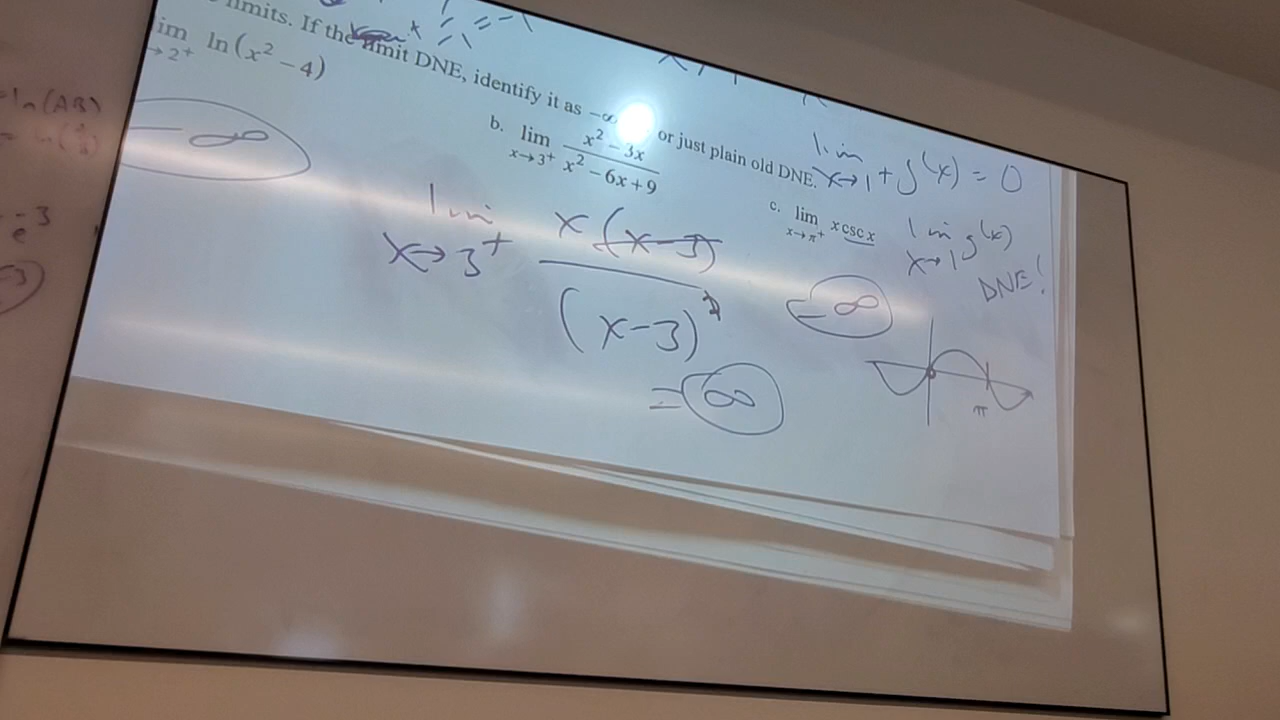 limits. If the limit DNE, identify it as -∞ or just plain old DNE.
lim x→2⁺ ln(x² - 4)
- ∞
b. lim x→3⁺ (x² - 3x)/(x² - 6x + 9)
lim x→3⁺ x(x-3)/(x-3)²
= ∞
lim x→1⁺ g(x) = 0
c. lim x→π⁺ x csc x
lim x→1 g(x)
DNE!
- ∞
π
ln(AB)